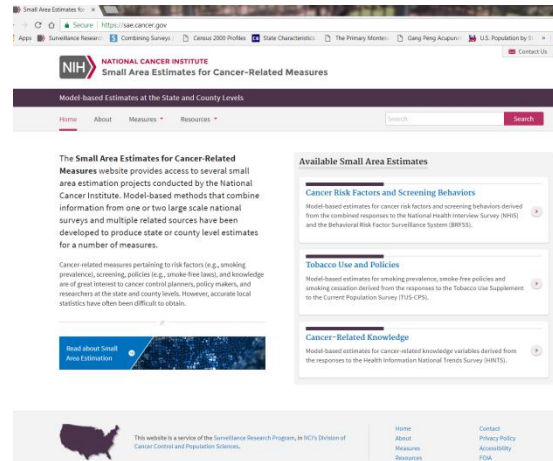 Small Area Estimates for
Secure https://sae.cancer.gov
Apps Surveillance Research Combining Surveys Census 2000 Profiles State Characteristics The Primary Montess Gang Peng Acupunt U.S. Population by St »
Contact Us
NIH NATIONAL CANCER INSTITUTE
Small Area Estimates for Cancer-Related Measures
Model-based Estimates at the State and County Levels
Home About Measures Resources Search Search
The Small Area Estimates for Cancer-Related
Measures website provides access to several small
area estimation projects conducted by the National
Cancer Institute. Model-based methods that combine
information from one or two large scale national
surveys and multiple related sources have been
developed to produce state or county level estimates
for a number of measures.
Cancer-related measures pertaining to risk factors (e.g., smoking
prevalence), screening, policies (e.g., smoke-free laws), and knowledge
are of great interest to cancer control planners, policy makers, and
researchers at the state and county levels. However, accurate local
statistics have often been difficult to obtain.
Read about Small
Area Estimation
Available Small Area Estimates
Cancer Risk Factors and Screening Behaviors
Model-based estimates for cancer risk factors and screening behaviors derived
from the combined responses to the National Health Interview Survey (NHIS)
and the Behavioral Risk Factor Surveillance System (BRFSS).
Tobacco Use and Policies
Model-based estimates for smoking prevalence, smoke-free policies and
smoking cessation derived from the responses to the Tobacco Use Supplement
to the Current Population Survey (TUS-CPS).
Cancer-Related Knowledge
Model-based estimates for cancer-related knowledge variables derived from
the responses to the Health Information National Trends Survey (HINTS).
This website is a service of the Surveillance Research Program, in NCI's Division of
Cancer Control and Population Sciences.
Home
About
Measures
Resources
Contact
Privacy Policy
Accessibility
FOIA